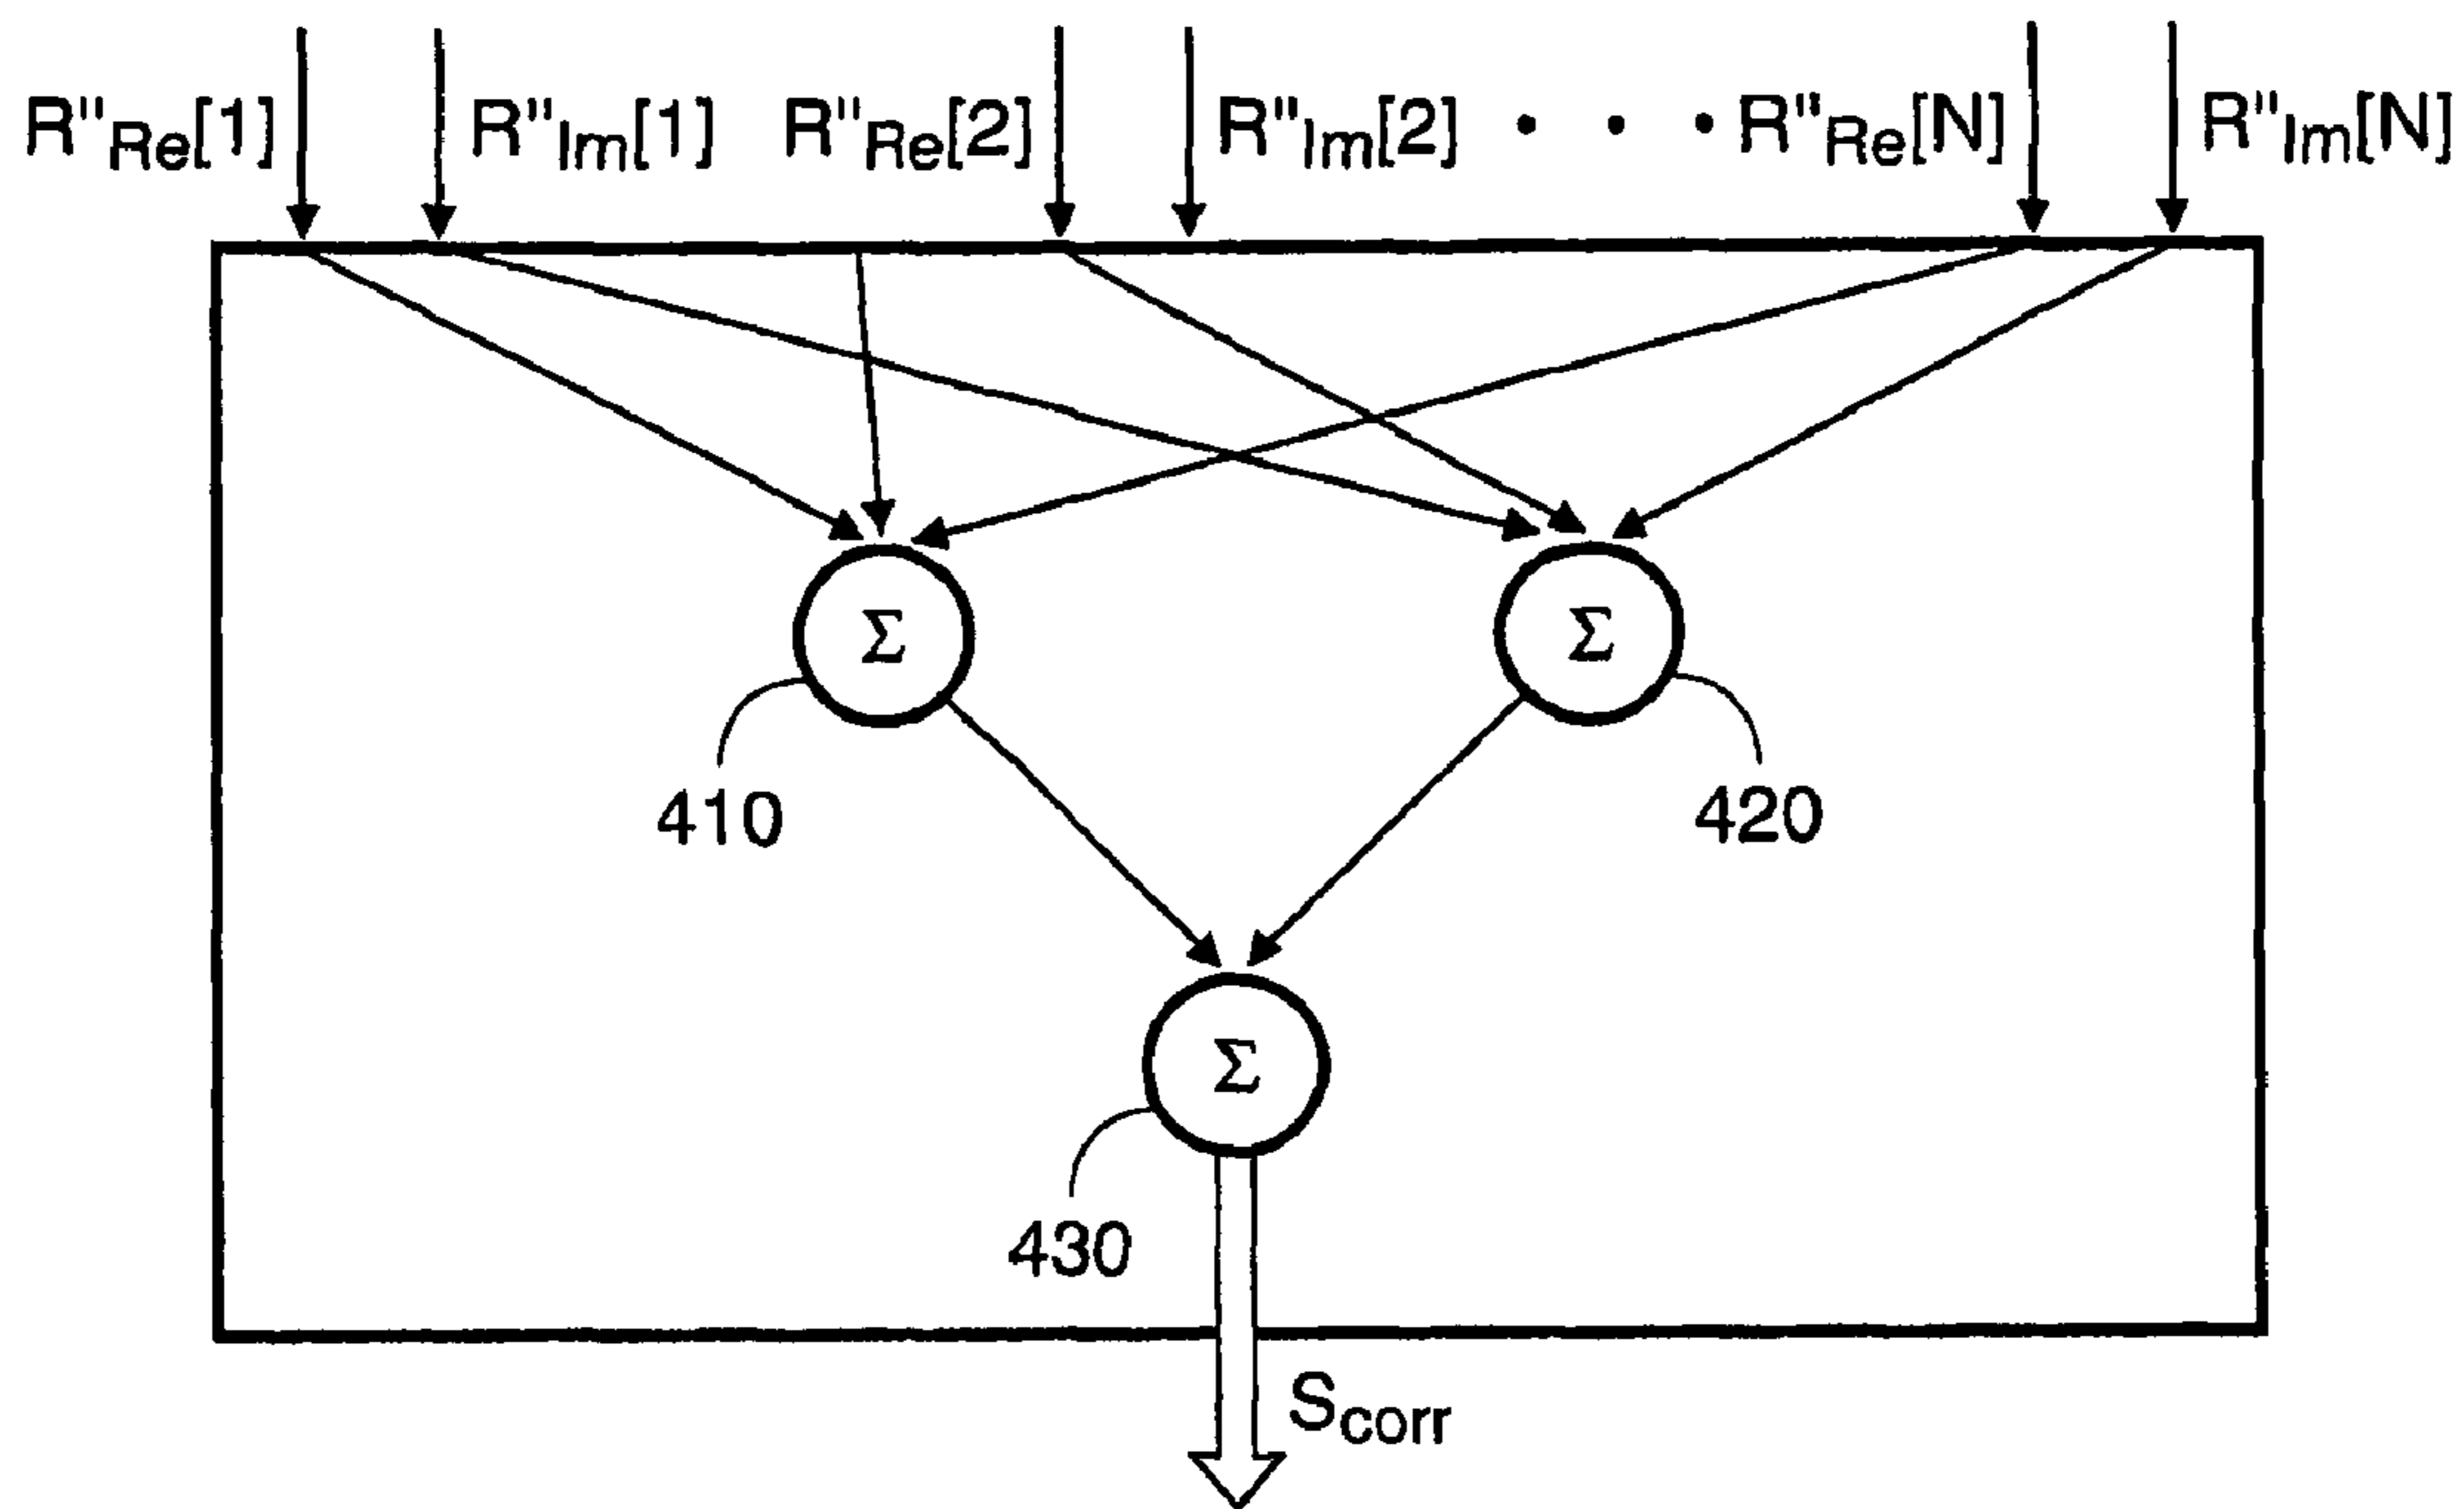 R"Re[1] R"Im[1] R"Re[2] R"Im[2] • • • R"Re[N] R"Im[N]
Σ Σ
410 420
Σ
430
Scorr